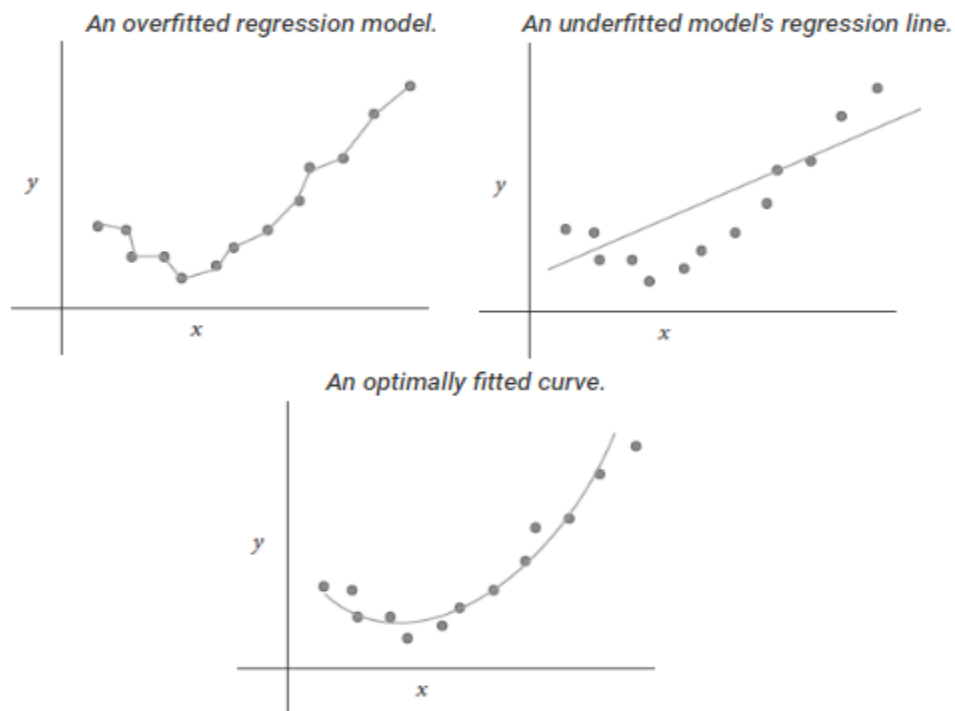 An overfitted regression model.
y
x
An underfitted model's regression line.
y
x
An optimally fitted curve.
y
x